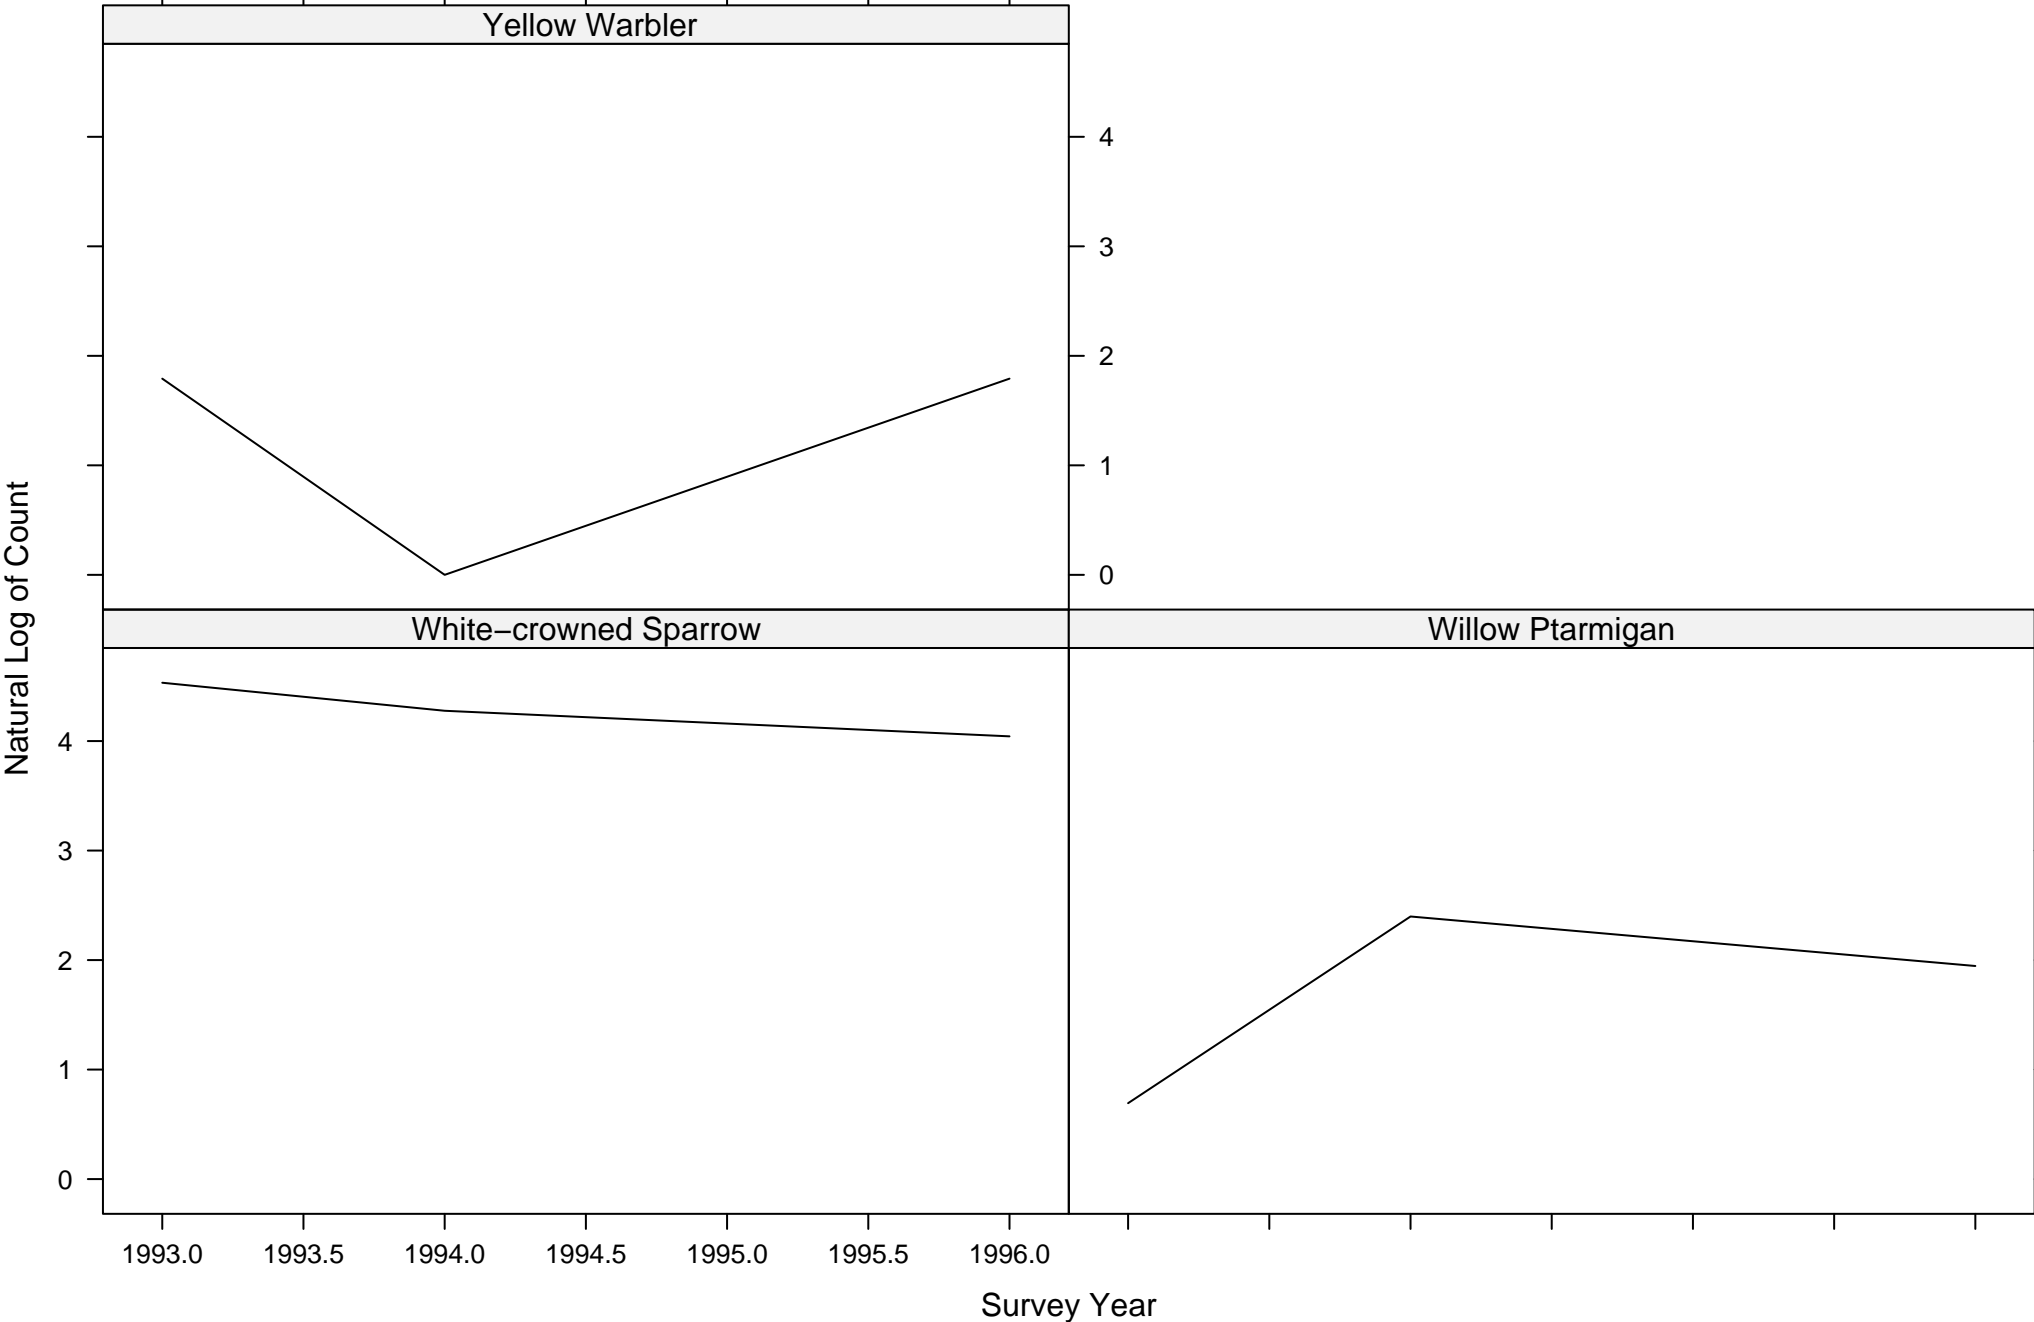 Yellow Warbler
4
3
2
1
0
Natural Log of Count
White−crowned Sparrow
Willow Ptarmigan
4
3
2
1
0
1993.0 1993.5 1994.0 1994.5 1995.0 1995.5 1996.0
Survey Year